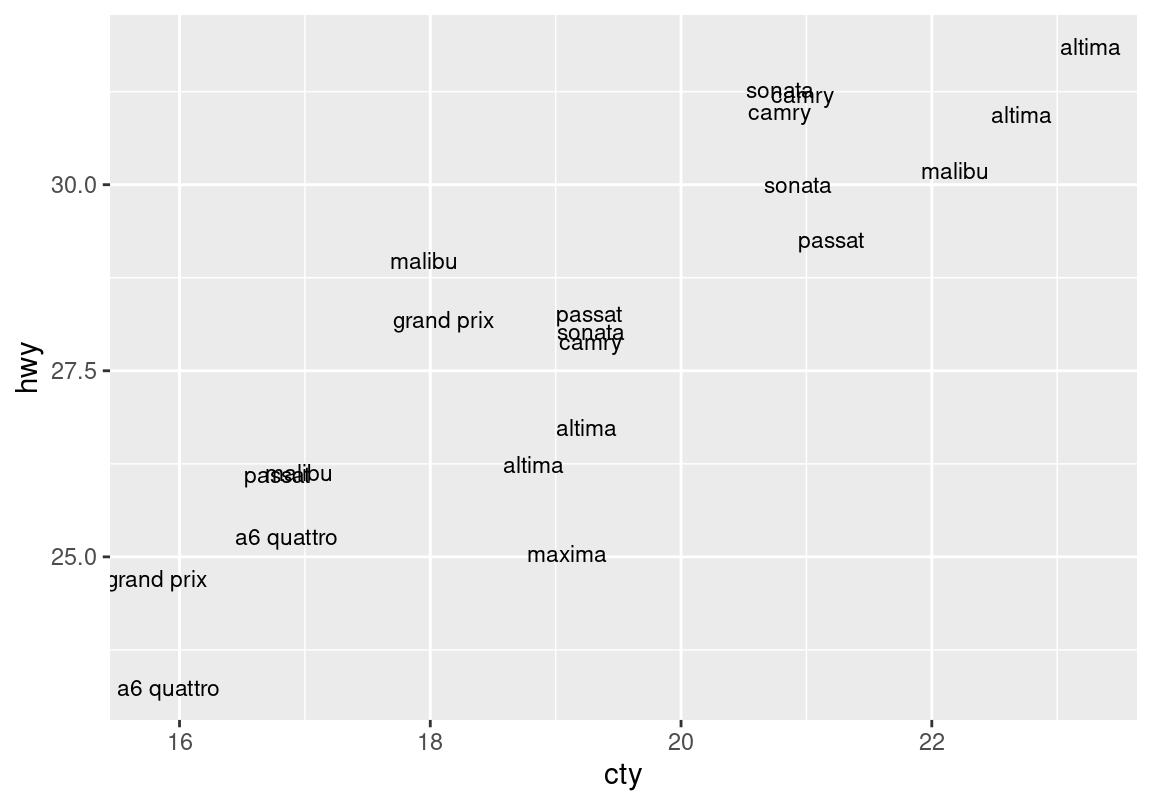 altima
sonata
camry
camry
altima
malibu
30.0
sonata
passat
malibu
passat
grand prix
sonata
camry
27.5
hwy
altima
altima
malibu
passat
a6 quattro
maxima
25.0
grand prix
a6 quattro
16 18 20 22
cty